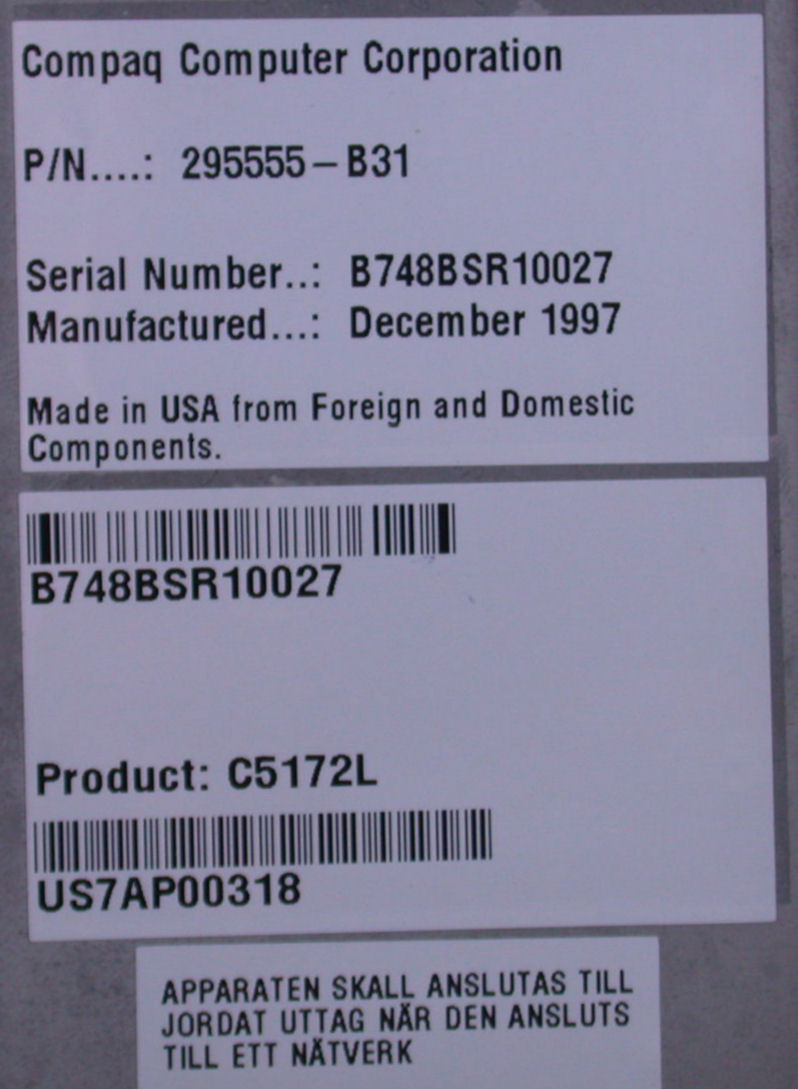 Compaq Computer Corporation
P/N....: 295555-B31
Serial Number..: B748BSR10027
Manufactured...: December 1997
Made in USA from Foreign and Domestic
Components.
B748BSR10027
Product: C5172L
US7AP00318
APPARATEN SKALL ANSLUTAS TILL
JORDAT UTTAG NÄR DEN ANSLUTS
TILL ETT NÄTVERK